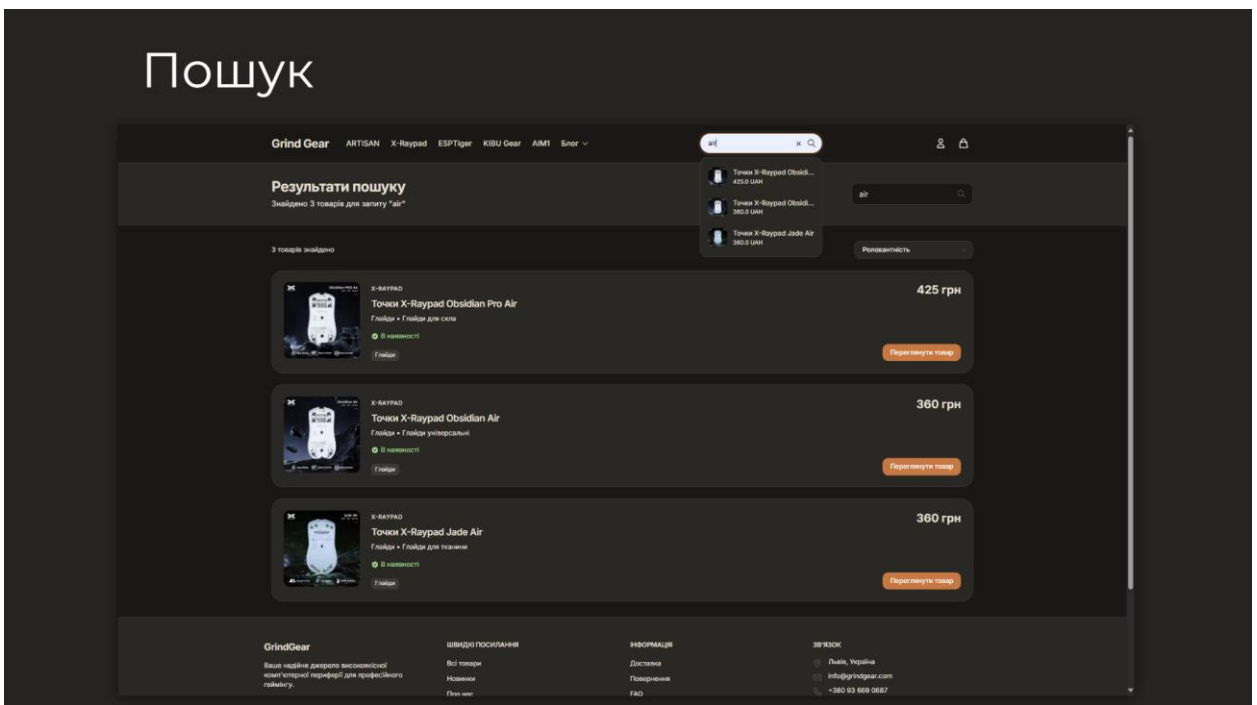 Пошук
Grind Gear ARTISAN X-Raypad ESPTiger KIBU Gear AIM1 Блог
air
Точки X-Raypad Obsidi...
425.0 UAH
Точки X-Raypad Obsidi...
360.0 UAH
Точки X-Raypad Jade Air
360.0 UAH
Результати пошуку
Знайдено 3 товарів для запиту "air"
air
3 товарів знайдено
Релевантність
X-RAYPAD
Точки X-Raypad Obsidian Pro Air
Глайди • Глайди для скла
В наявності
Глайди
425 грн
Переглянути товар
X-RAYPAD
Точки X-Raypad Obsidian Air
Глайди • Глайди універсальні
В наявності
Глайди
360 грн
Переглянути товар
X-RAYPAD
Точки X-Raypad Jade Air
Глайди • Глайди для тканини
В наявності
Глайди
360 грн
Переглянути товар
GrindGear
Ваше надійне джерело високоякісної
комп'ютерної периферії для професійного
геймінгу.
ШВИДКІ ПОСИЛАННЯ
Всі товари
Новинки
Про нас
ІНФОРМАЦІЯ
Доставка
Повернення
FAQ
ЗВ'ЯЗОК
Львів, Україна
info@grindgear.com
+380 93 669 0687